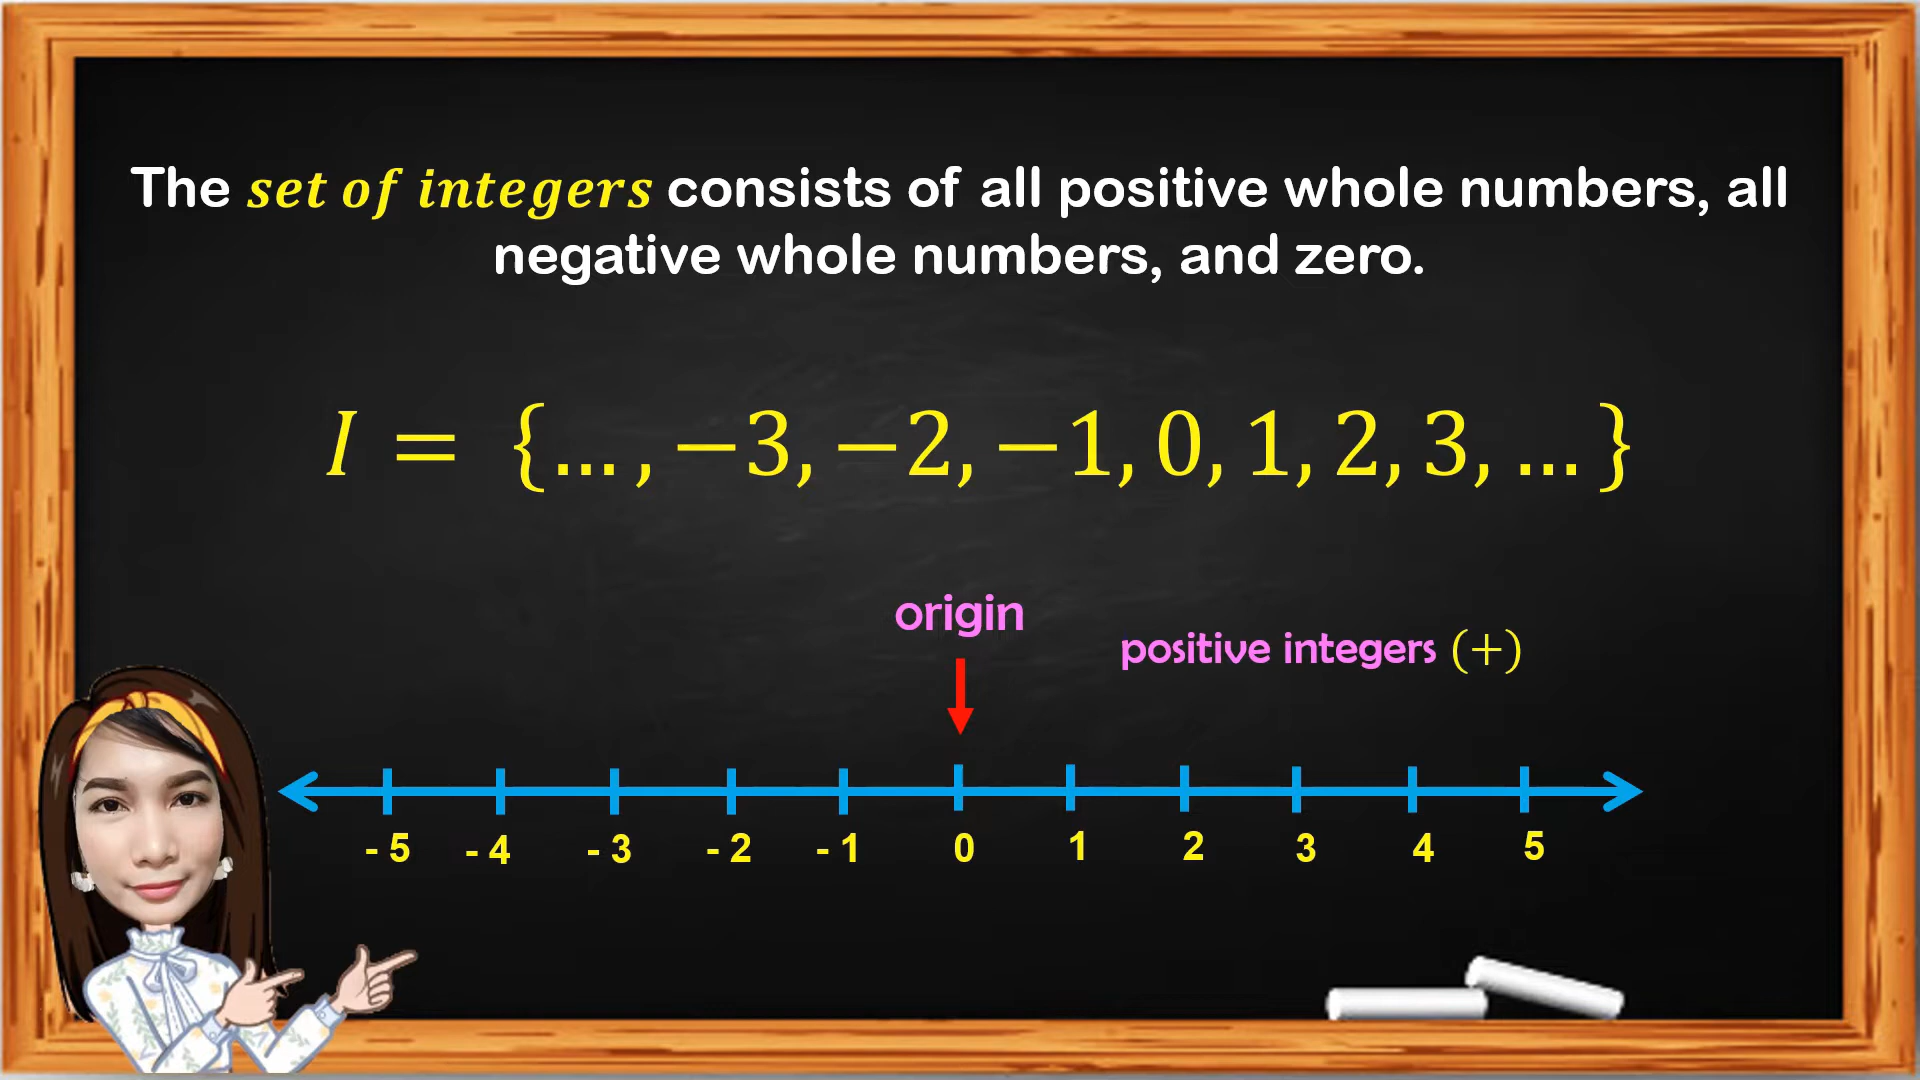 The set of integers consists of all positive whole numbers, all
negative whole numbers, and zero.
I = {…, −3, −2, −1, 0, 1, 2, 3, …}
origin
positive integers (+)
- 5 - 4 - 3 - 2 - 1 0 1 2 3 4 5